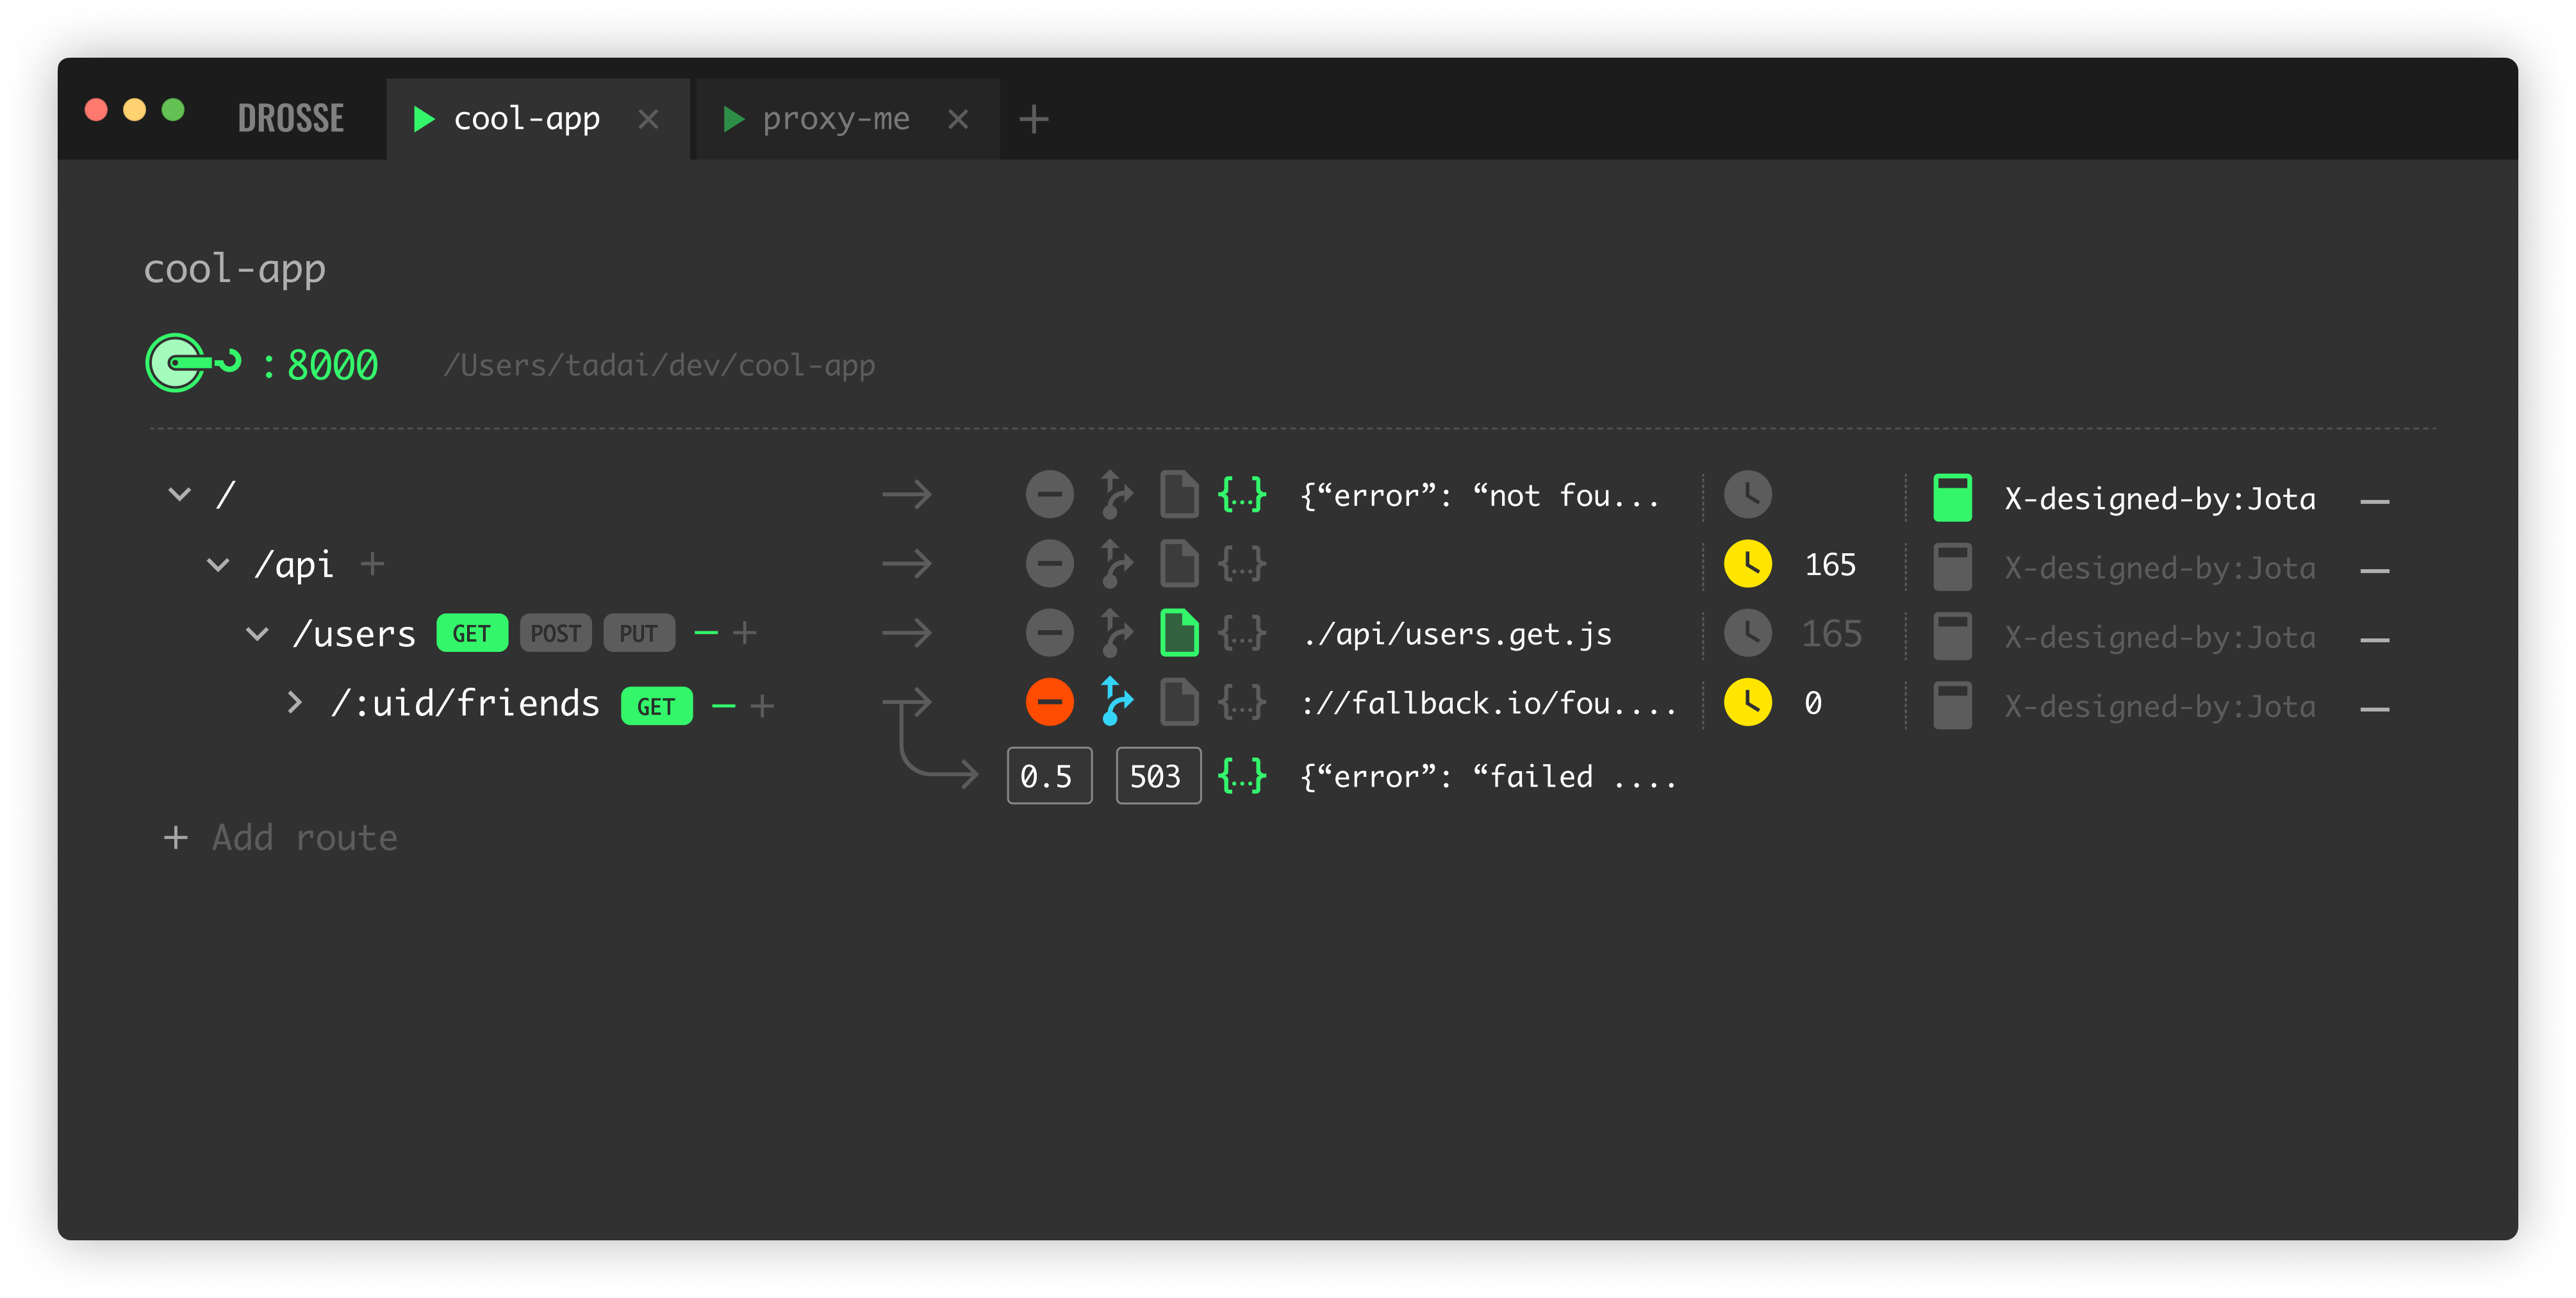 DROSSE cool-app proxy-me
cool-app
:8000 /Users/tadai/dev/cool-app
/ {...} {“error”: “not fou... X-designed-by:Jota
/api {...} 165 X-designed-by:Jota
/users GET POST PUT {...} ./api/users.get.js 165 X-designed-by:Jota
/:uid/friends GET {...} ://fallback.io/fou.... 0 X-designed-by:Jota
0.5 503 {...} {“error”: “failed ....
+ Add route